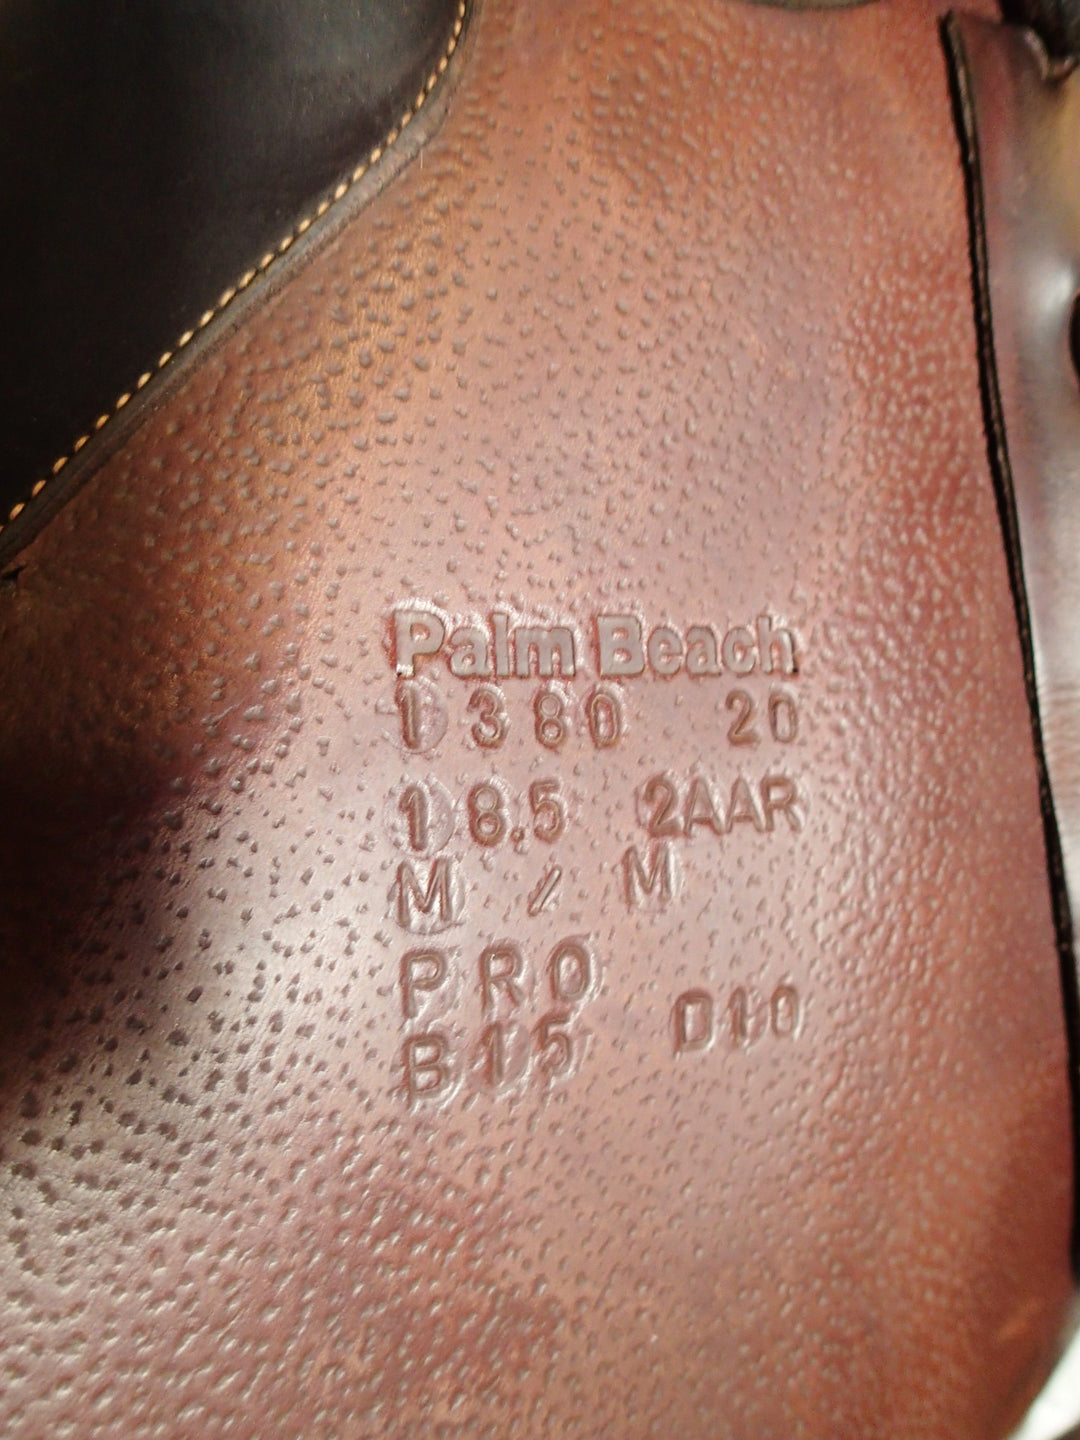 Palm Beach
1380 20
18.5 2AAR
M / M
PRO
B15 D10